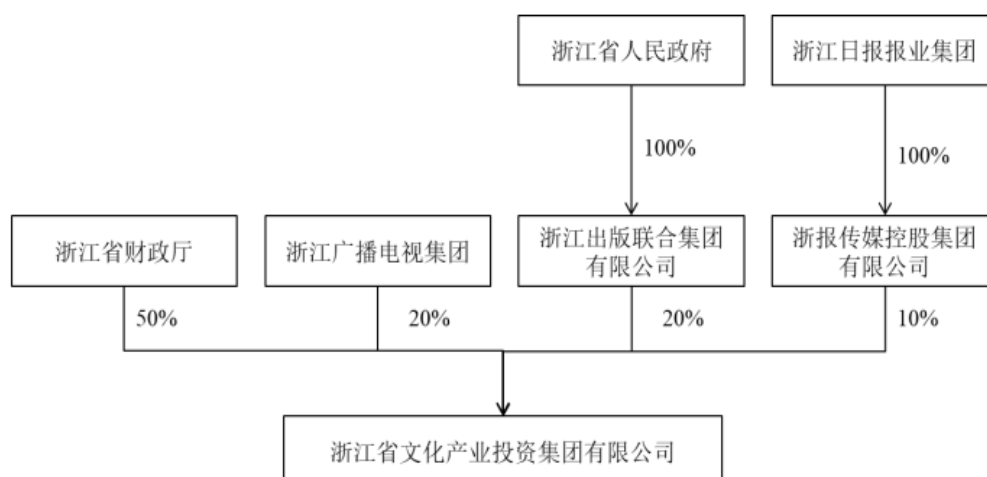 浙江省人民政府
浙江日报报业集团
100%
100%
浙江省财政厅
浙江广播电视集团
浙江出版联合集团
有限公司
浙报传媒控股集团
有限公司
50%
20%
20%
10%
浙江省文化产业投资集团有限公司